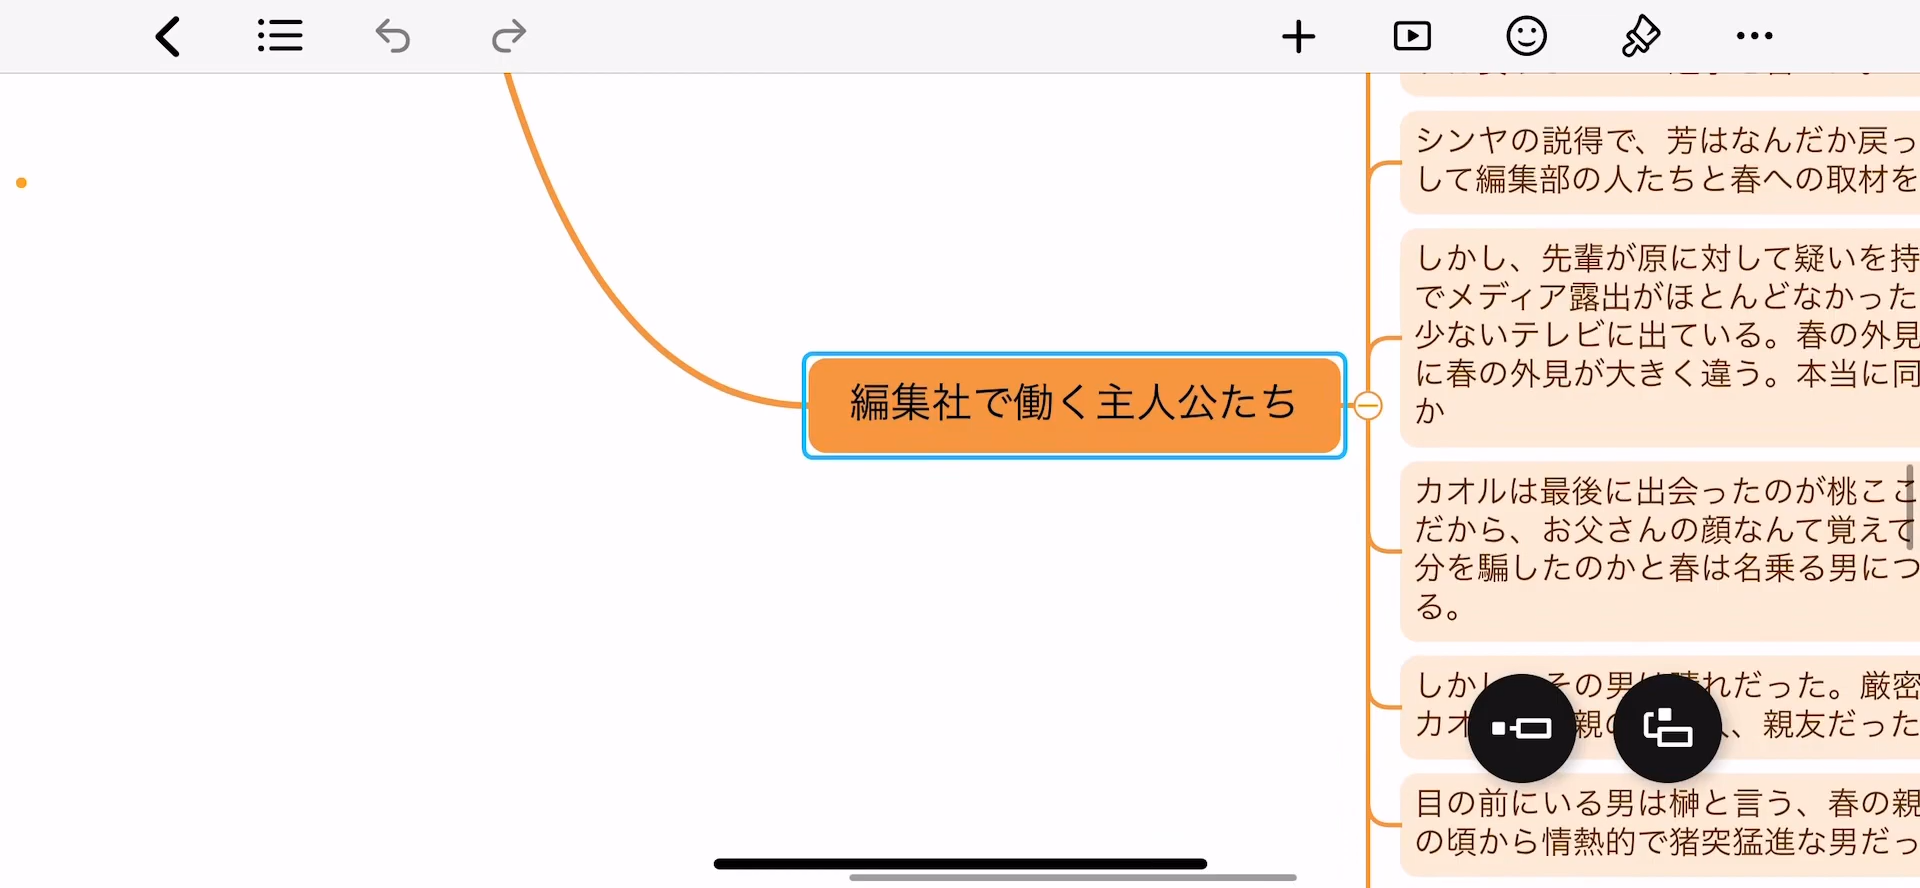 編集社で働く主人公たち
シンヤの説得で、芳はなんだか戻っ
して編集部の人たちと春への取材を
しかし、先輩が原に対して疑いを持
でメディア露出がほとんどなかった
少ないテレビに出ている。春の外見
に春の外見が大きく違う。本当に同
か
カオルは最後に出会ったのが桃ここ
だから、お父さんの顔なんて覚えて
分を騙したのかと春は名乗る男につ
る。
しか その男は れだった。厳密
カオ 親 、親友だった
目の前にいる男は榊と言う、春の親
の頃から情熱的で猪突猛進な男だっ